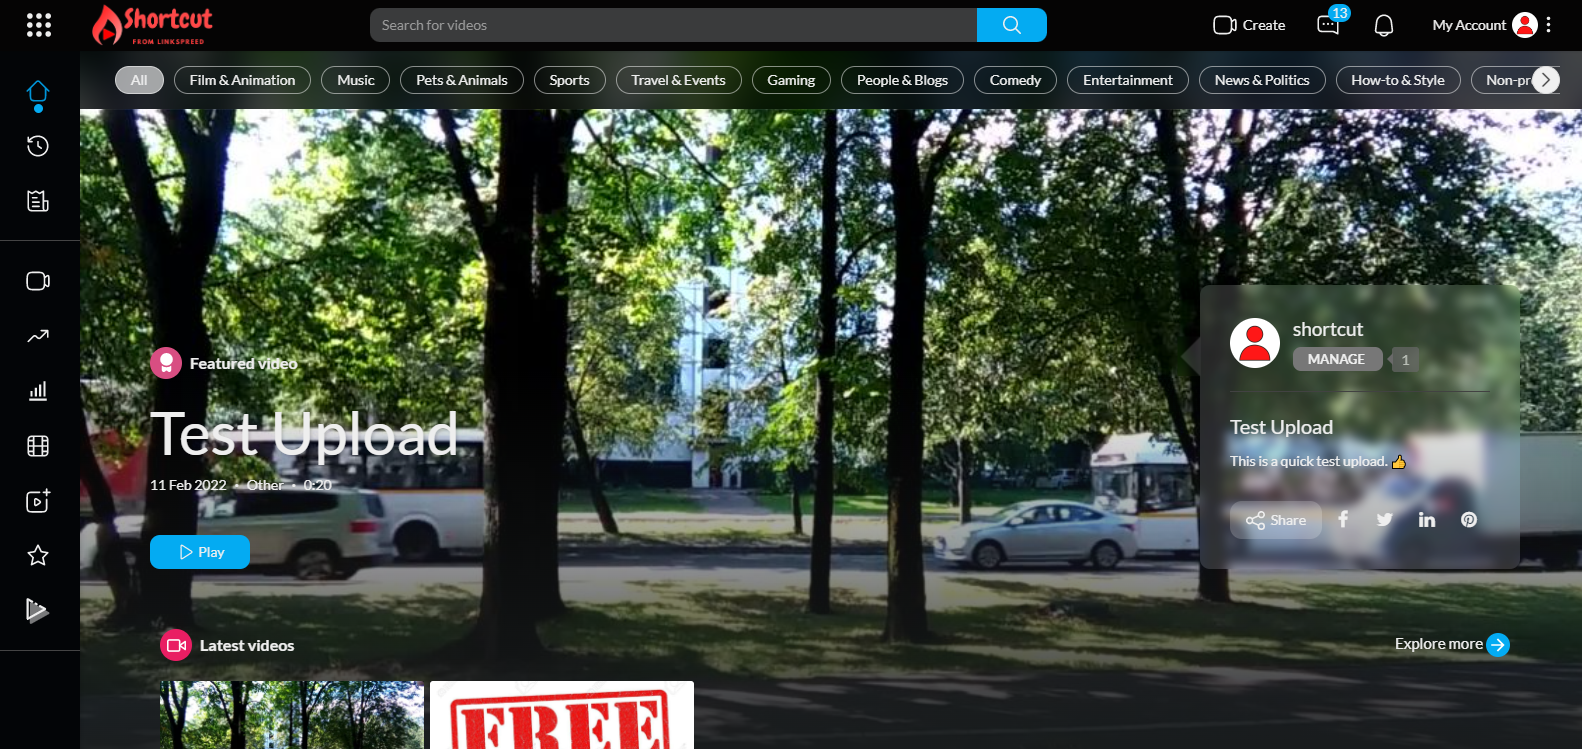 Shortcut
FROM LINKSPREED
Search for videos
Create
13
My Account
All
Film & Animation
Music
Pets & Animals
Sports
Travel & Events
Gaming
People & Blogs
Comedy
Entertainment
News & Politics
How-to & Style
Non-pr
Featured video
Test Upload
11 Feb 2022 • Other • 0:20
Play
shortcut
MANAGE
1
Test Upload
This is a quick test upload. 👍
Share
Latest videos
Explore more
FREE